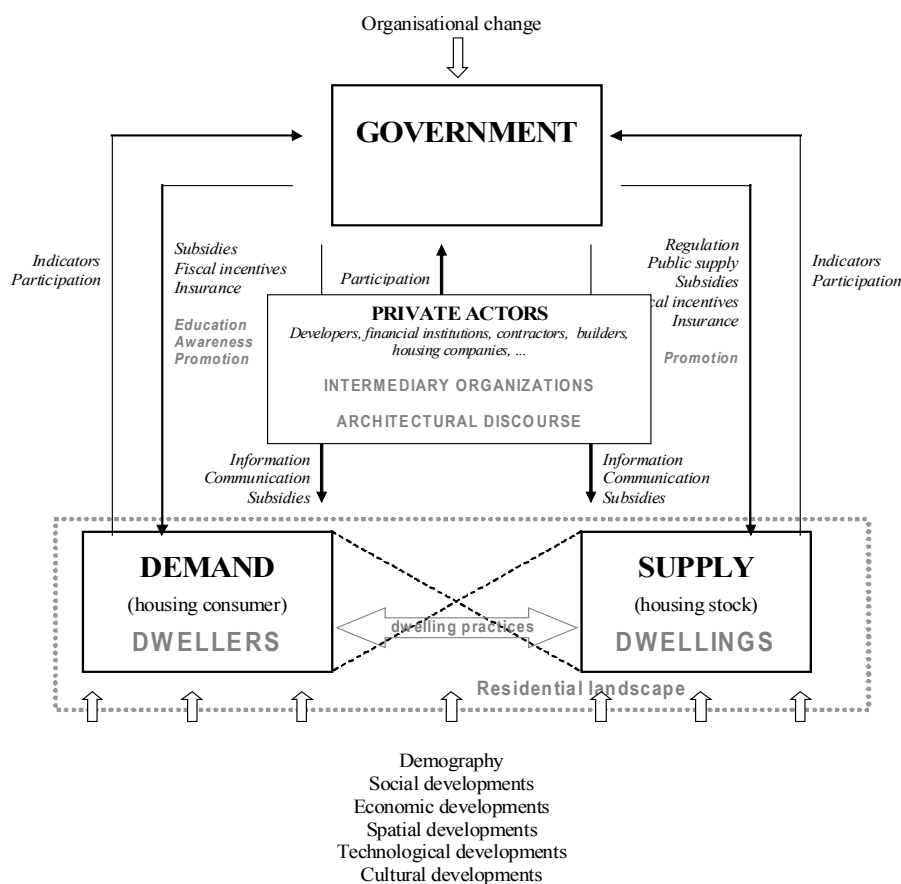 Organisational change
GOVERNMENT
Indicators
Participation
Subsidies
Fiscal incentives
Insurance
Education
Awareness
Promotion
Participation
Regulation
Public supply
Subsidies
cal incentives
Insurance
Promotion
Indicators
Participation
PRIVATE ACTORS
Developers, financial institutions, contractors, builders,
housing companies, ...
INTERMEDIARY ORGANIZATIONS
ARCHITECTURAL DISCOURSE
Information
Communication
Subsidies
Information
Communication
Subsidies
DEMAND
(housing consumer)
DWELLERS
dwelling practices
SUPPLY
(housing stock)
DWELLINGS
Residential landscape
Demography
Social developments
Economic developments
Spatial developments
Technological developments
Cultural developments